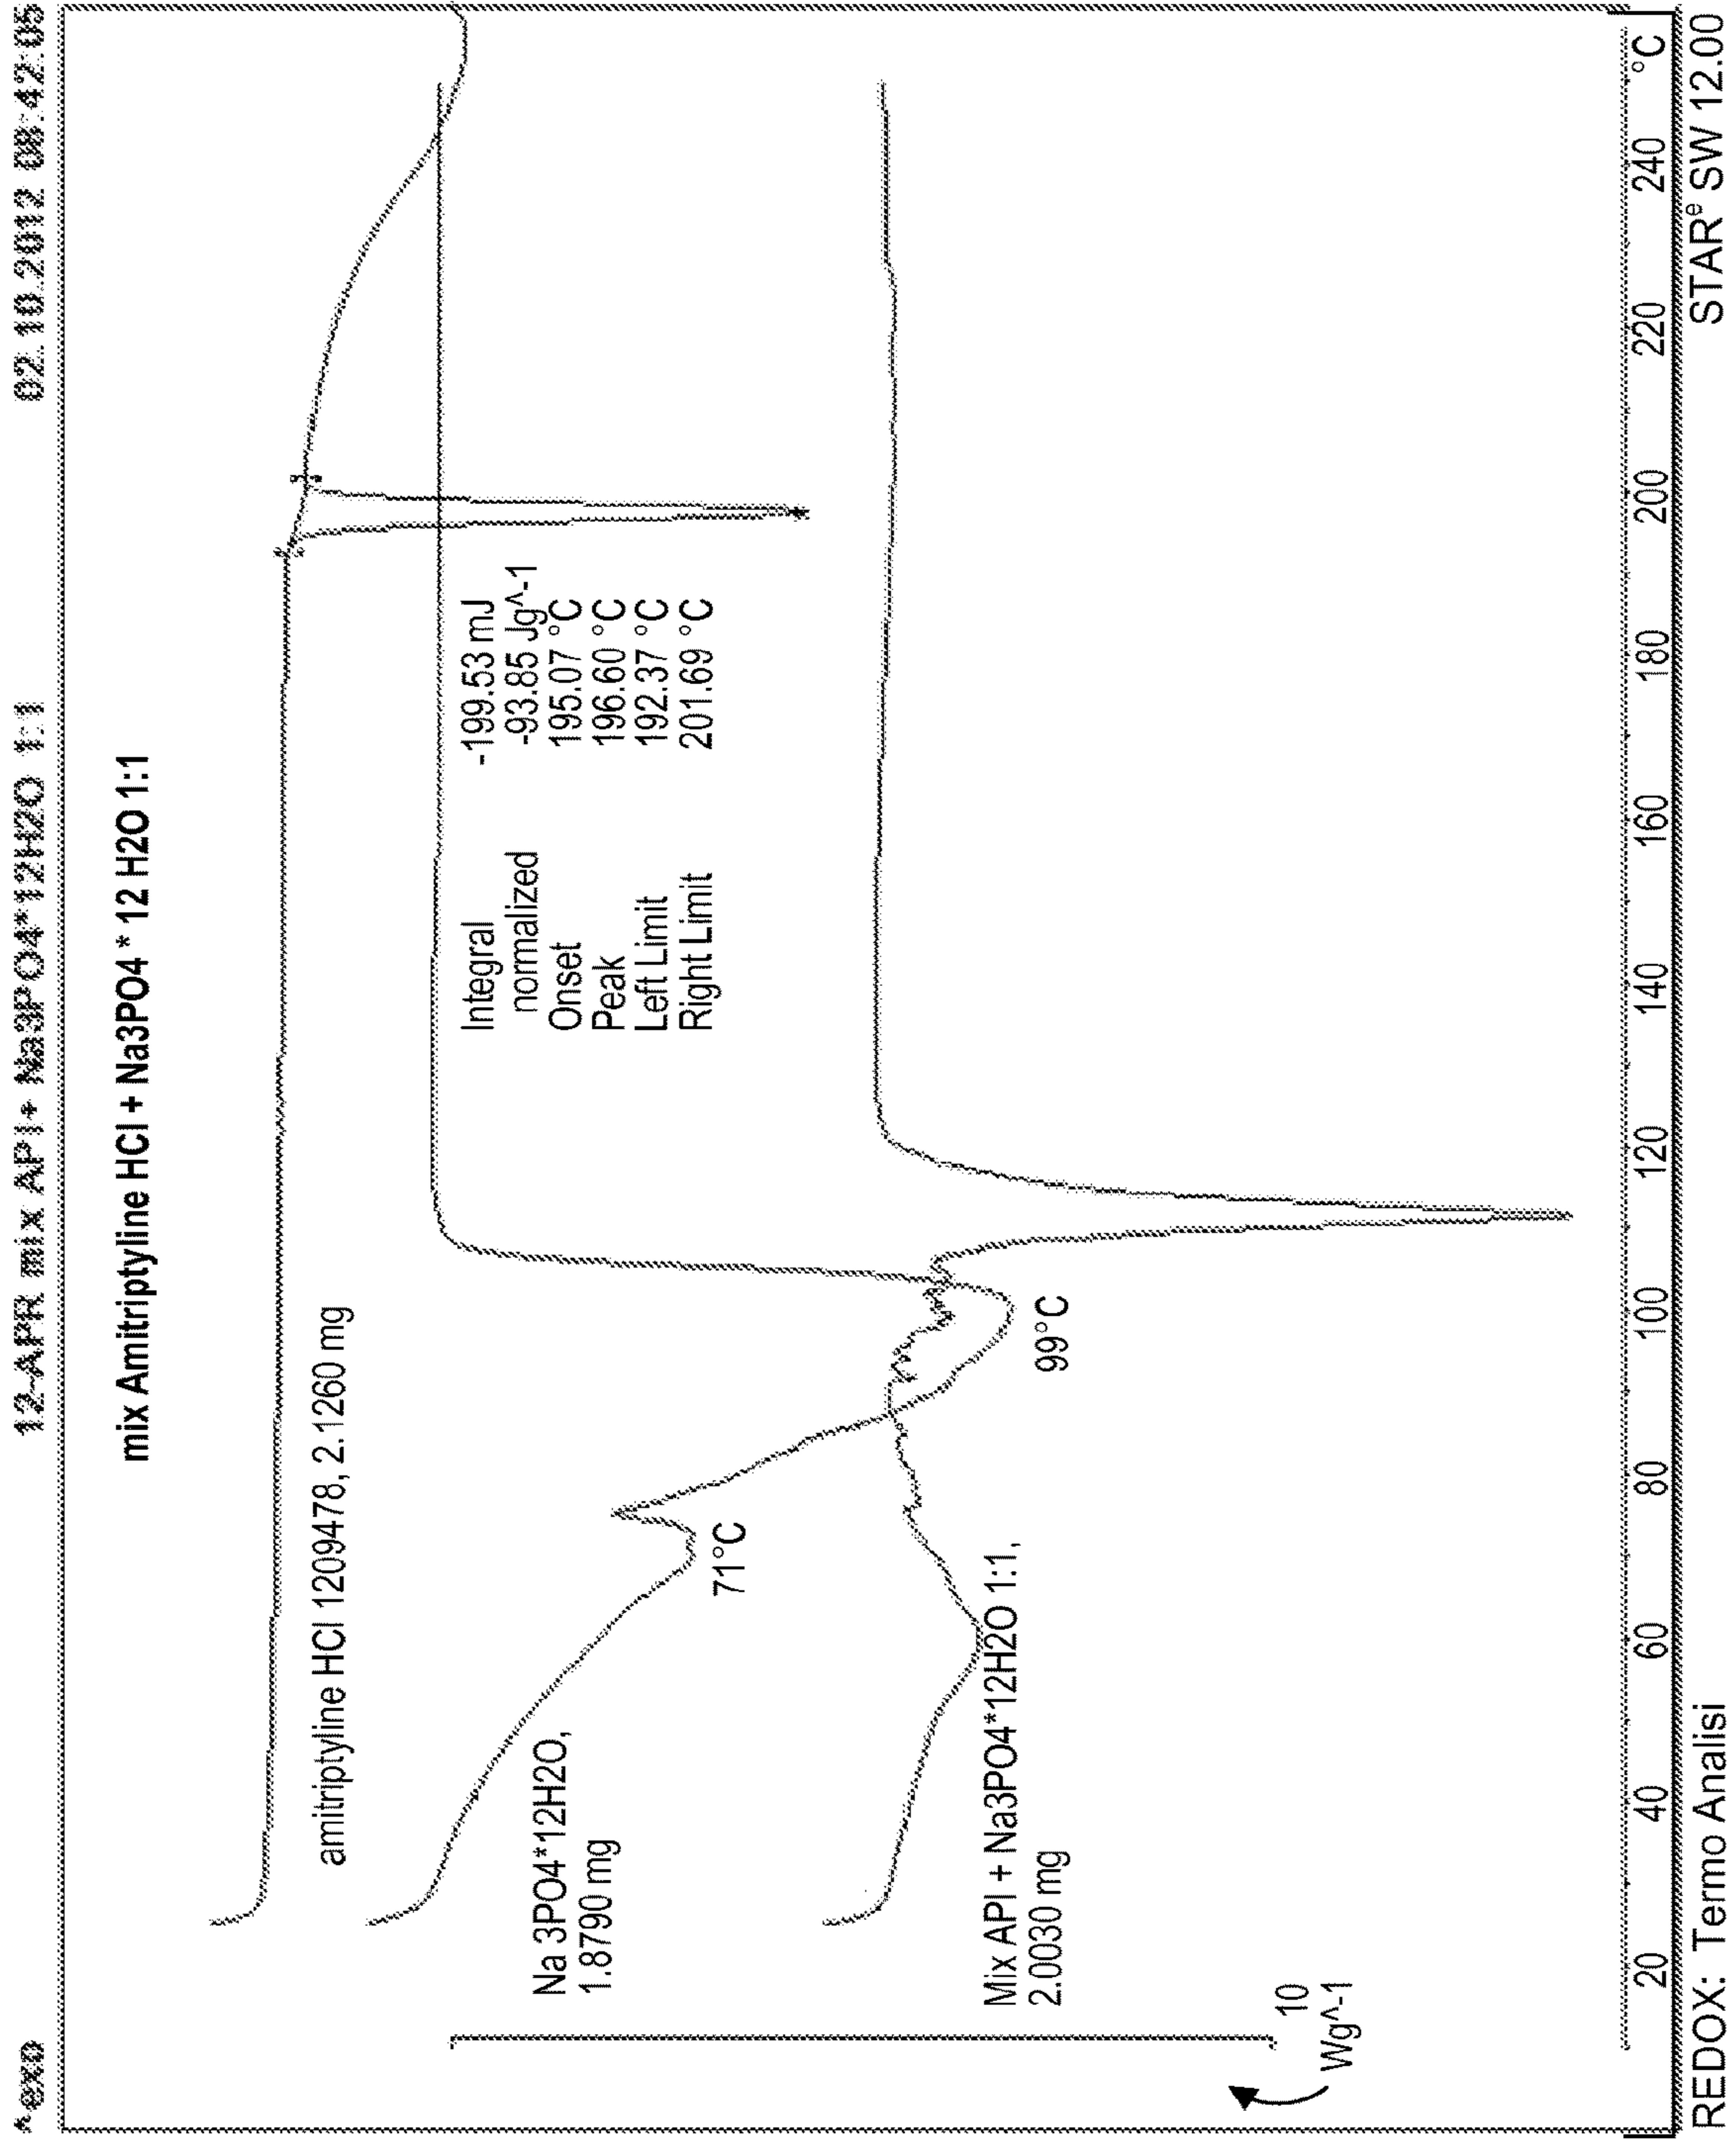 ^exo
12-APR mix API+ Na3PO4*12H2O 1:1
02.10.2012 08:42:05
mix Amitriptyline HCl + Na3PO4 * 12 H2O 1:1
amitriptyline HCl 1209478, 2.1260 mg
Integral -199.53 mJ
normalized -93.85 Jg^-1
Onset 195.07 °C
Peak 196.60 °C
Left Limit 192.37 °C
Right Limit 201.69 °C
Na 3PO4*12H2O,
1.8790 mg
71°C
99°C
Mix API + Na3PO4*12H2O 1:1,
2.0030 mg
10
Wg^-1
20 40 60 80 100 120 140 160 180 200 220 240 °C
REDOX: Termo Analisi
STARe SW 12.00